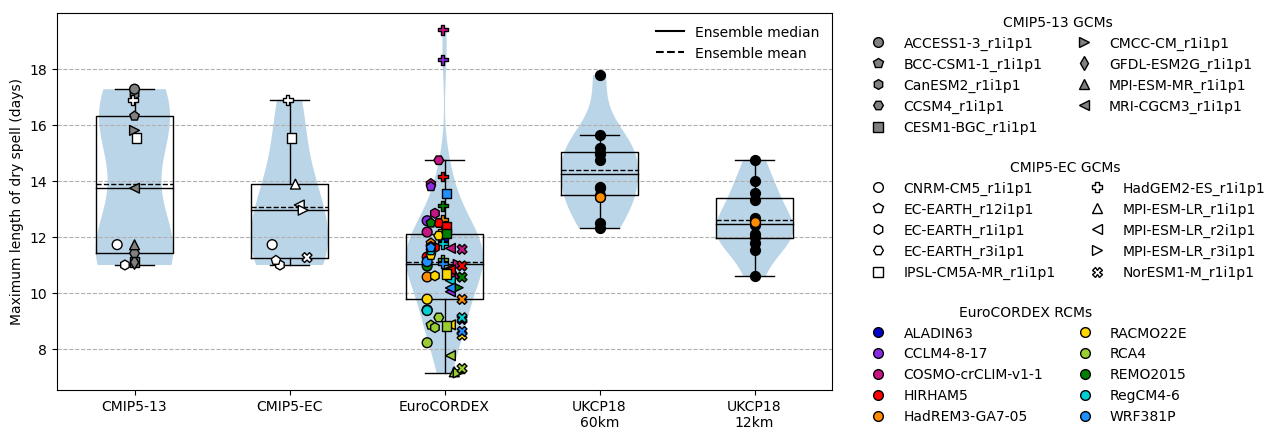 Maximum length of dry spell (days)
18
16
14
12
10
8
Ensemble median
Ensemble mean
CMIP5-13
CMIP5-EC
EuroCORDEX
UKCP18
60km
UKCP18
12km
CMIP5-13 GCMs
ACCESS1-3_r1i1p1
BCC-CSM1-1_r1i1p1
CanESM2_r1i1p1
CCSM4_r1i1p1
CESM1-BGC_r1i1p1
CMCC-CM_r1i1p1
GFDL-ESM2G_r1i1p1
MPI-ESM-MR_r1i1p1
MRI-CGCM3_r1i1p1
CMIP5-EC GCMs
CNRM-CM5_r1i1p1
EC-EARTH_r12i1p1
EC-EARTH_r1i1p1
EC-EARTH_r3i1p1
IPSL-CM5A-MR_r1i1p1
HadGEM2-ES_r1i1p1
MPI-ESM-LR_r1i1p1
MPI-ESM-LR_r2i1p1
MPI-ESM-LR_r3i1p1
NorESM1-M_r1i1p1
EuroCORDEX RCMs
ALADIN63
CCLM4-8-17
COSMO-crCLIM-v1-1
HIRHAM5
HadREM3-GA7-05
RACMO22E
RCA4
REMO2015
RegCM4-6
WRF381P